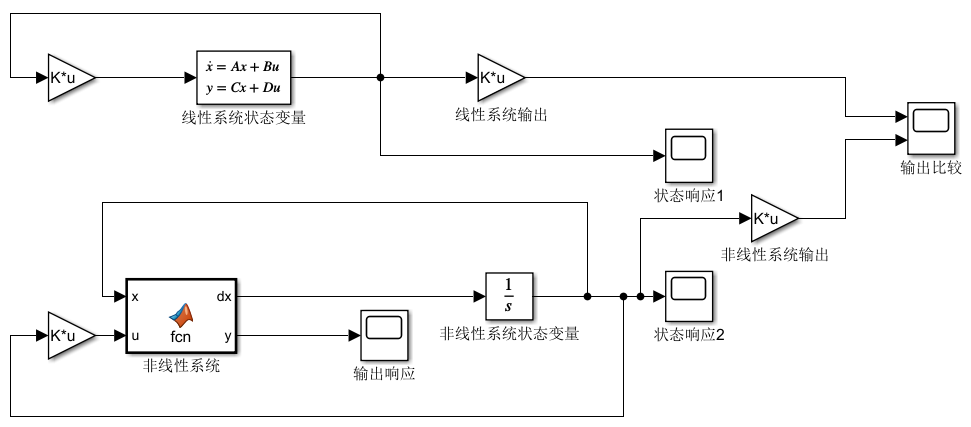 K*u
ẋ = Ax + Bu
y = Cx + Du
线性系统状态变量
K*u
线性系统输出
输出比较
状态响应1
K*u
非线性系统输出
x
dx
K*u
u
fcn
y
非线性系统
输出响应
1
s
非线性系统状态变量
状态响应2